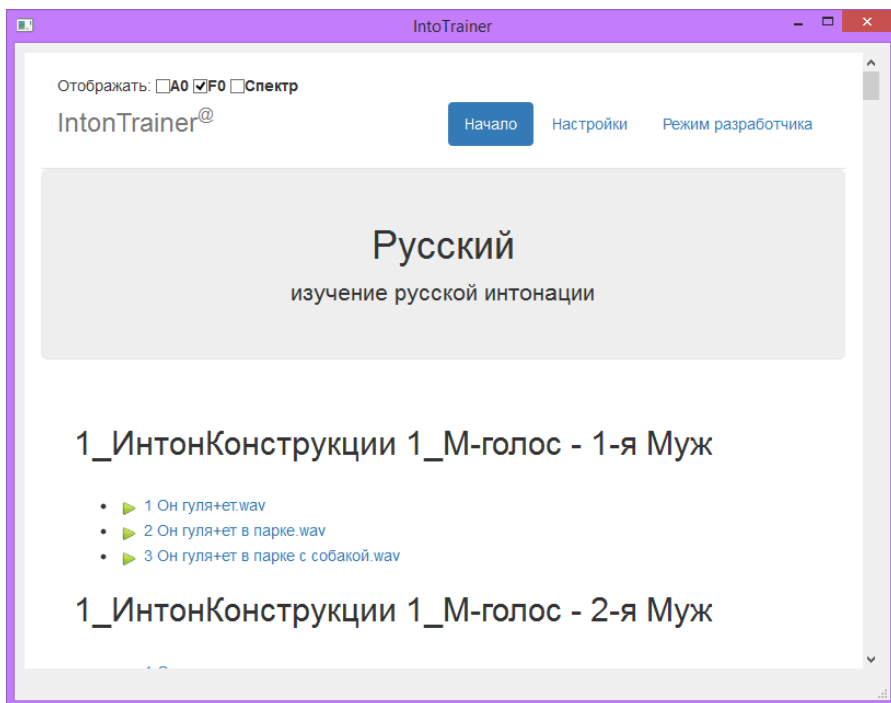 IntoTrainer
Отображать: A0 F0 Спектр
IntonTrainer@
Начало Настройки Режим разработчика
Русский
изучение русской интонации
1_ИнтонКонструкции 1_М-голос - 1-я Муж
1 Он гуля+ет.wav
2 Он гуля+ет в парке.wav
3 Он гуля+ет в парке с собакой.wav
1_ИнтонКонструкции 1_М-голос - 2-я Муж